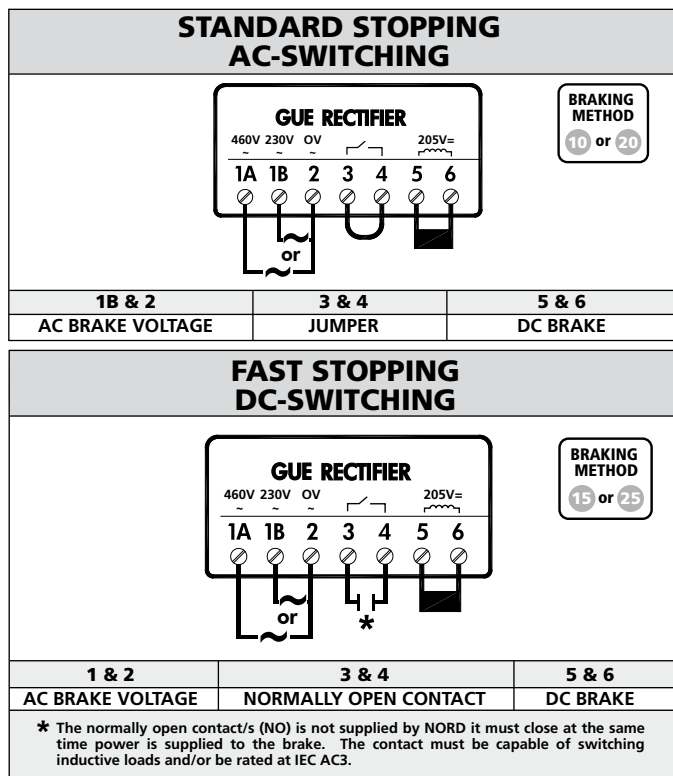 STANDARD STOPPING
AC-SWITCHING
GUE RECTIFIER
460V 230V OV 205V=
~ ~ ~
1A 1B 2 3 4 5 6
~
or
~
BRAKING
METHOD
10 or 20
1B & 2 3 & 4 5 & 6
AC BRAKE VOLTAGE JUMPER DC BRAKE
FAST STOPPING
DC-SWITCHING
GUE RECTIFIER
460V 230V OV 205V=
~ ~ ~
1A 1B 2 3 4 5 6
~
or
~
*
BRAKING
METHOD
15 or 25
1 & 2 3 & 4 5 & 6
AC BRAKE VOLTAGE NORMALLY OPEN CONTACT DC BRAKE
* The normally open contact/s (NO) is not supplied by NORD it must close at the same
time power is supplied to the brake. The contact must be capable of switching
inductive loads and/or be rated at IEC AC3.